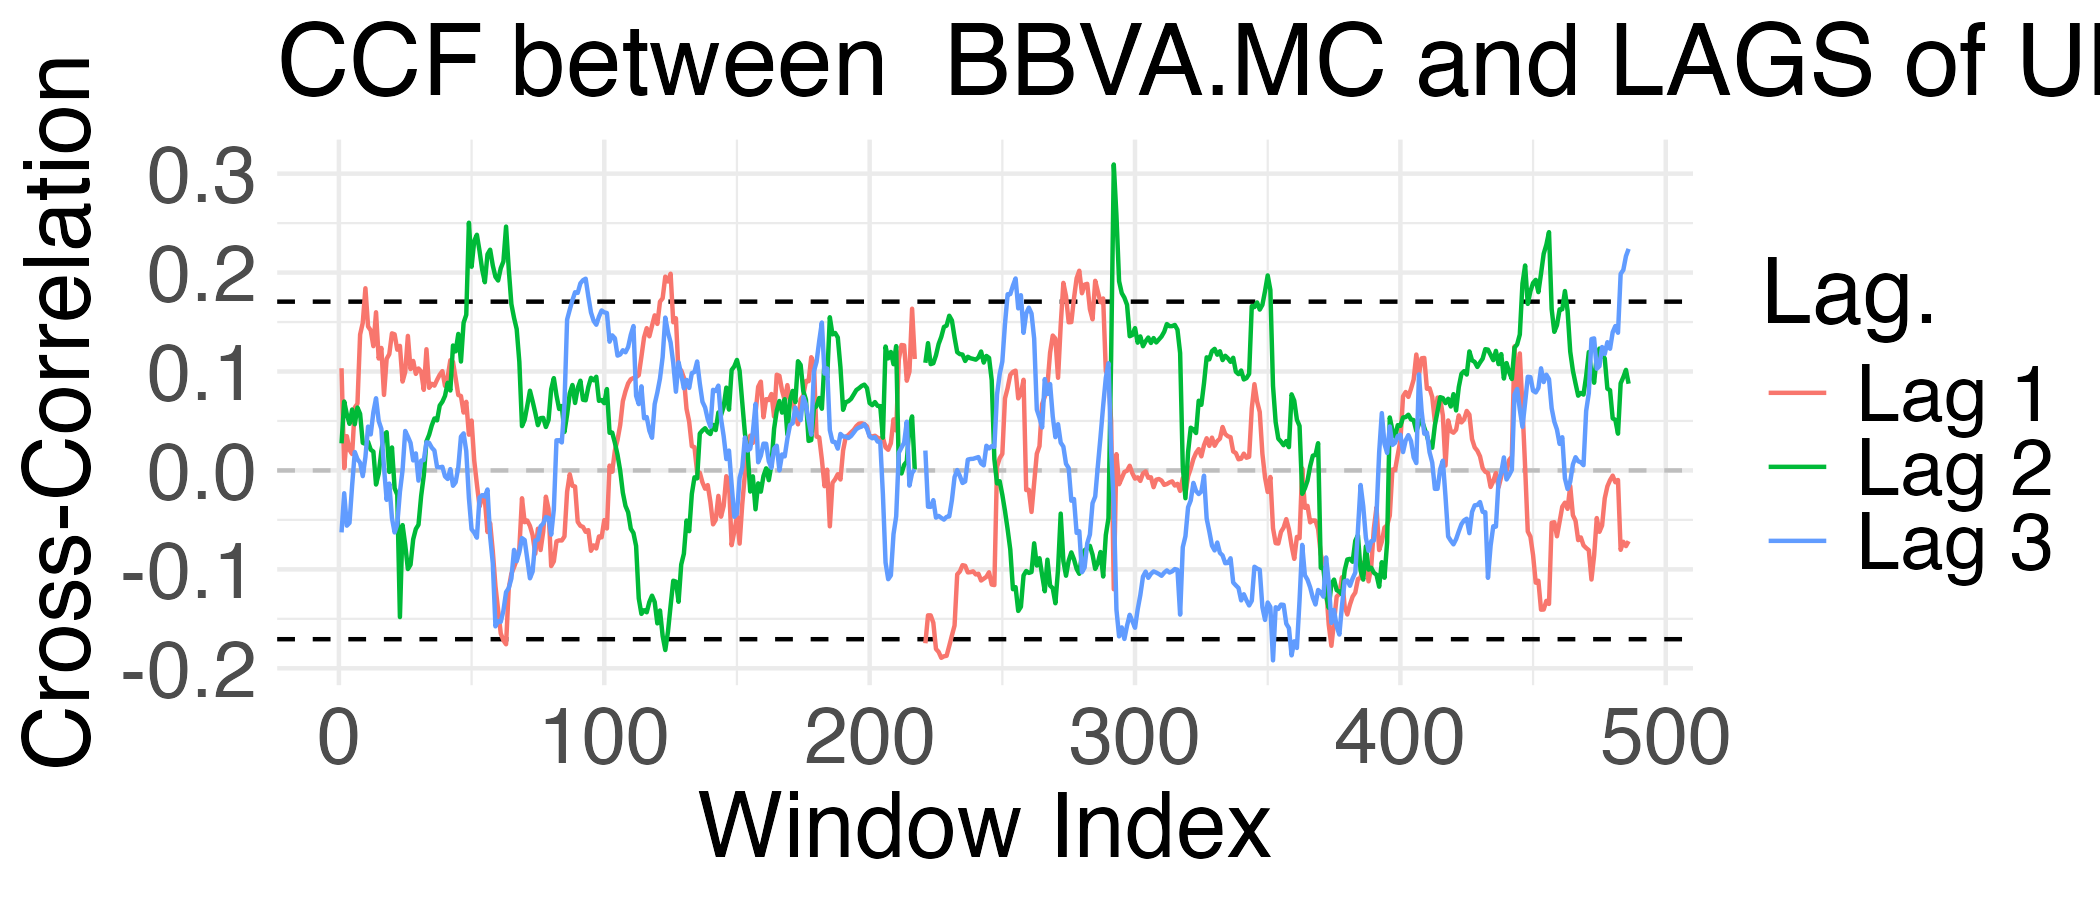 CCF between BBVA.MC and LAGS of
Cross-Correlation
0.3
0.2
0.1
0.0
-0.1
-0.2
0 100 200 300 400 500
Window Index
Lag.
Lag 1
Lag 2
Lag 3